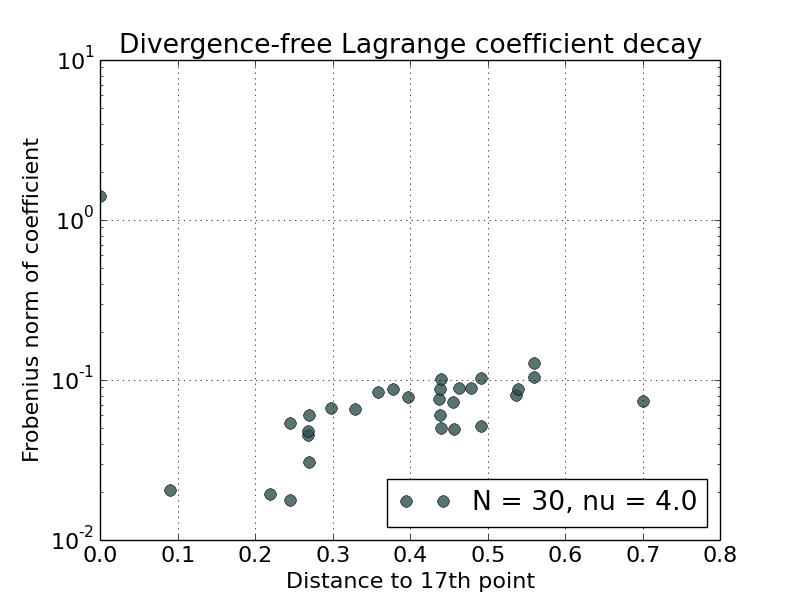 Divergence-free Lagrange coefficient decay
Frobenius norm of coefficient
10^1
10^0
10^-1
10^-2
N = 30, nu = 4.0
0.0 0.1 0.2 0.3 0.4 0.5 0.6 0.7 0.8
Distance to 17th point